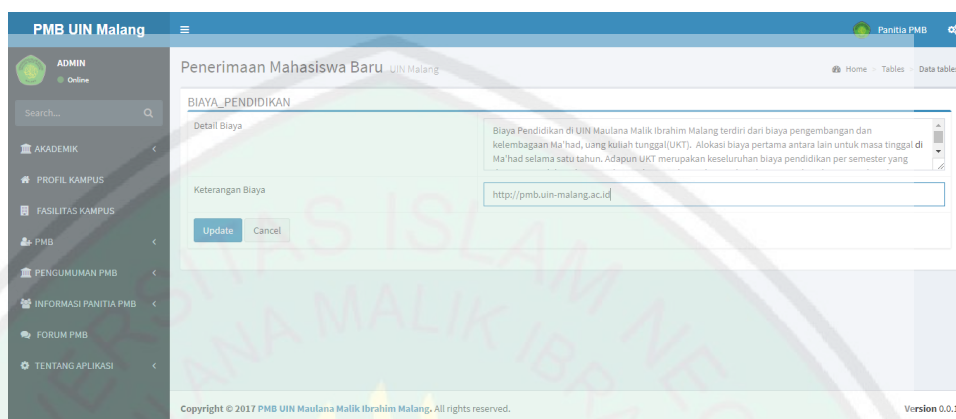 PMB UIN Malang
Panitia PMB
ADMIN
Online
Search...
AKADEMIK
PROFIL KAMPUS
FASILITAS KAMPUS
PMB
PENGUMUMAN PMB
INFORMASI PANITIA PMB
FORUM PMB
TENTANG APLIKASI
Penerimaan Mahasiswa Baru UIN Malang
Home > Tables > Data tables
BIAYA_PENDIDIKAN
Detail Biaya
Biaya Pendidikan di UIN Maulana Malik Ibrahim Malang terdiri dari biaya pengembangan dan
kelembagaan Ma'had, uang kuliah tunggal(UKT). Alokasi biaya pertama antara lain untuk masa tinggal di
Ma'had selama satu tahun. Adapun UKT merupakan keseluruhan biaya pendidikan per semester yang
Keterangan Biaya
http://pmb.uin-malang.ac.id
Update Cancel
Copyright © 2017 PMB UIN Maulana Malik Ibrahim Malang. All rights reserved.
Version 0.0.1